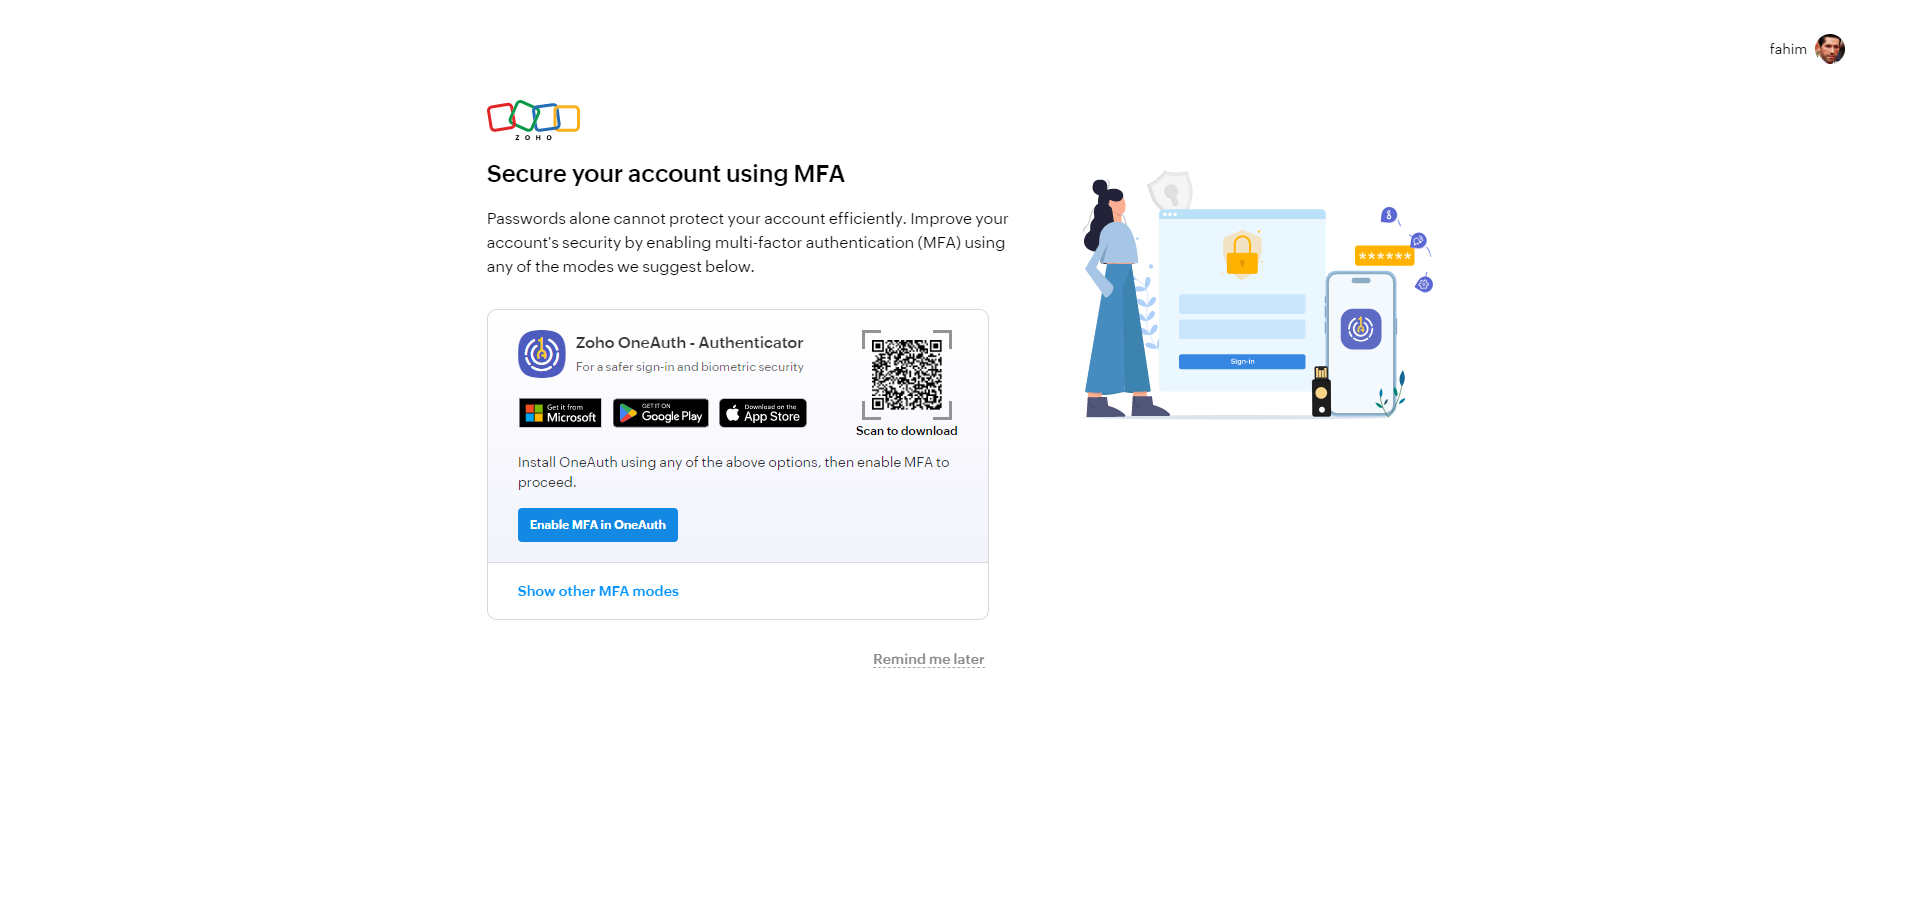 fahim
ZOHO
Secure your account using MFA
Passwords alone cannot protect your account efficiently. Improve your
account's security by enabling multi-factor authentication (MFA) using
any of the modes we suggest below.
Zoho OneAuth - Authenticator
For a safer sign-in and biometric security
Get it from
Microsoft
GET IT ON
Google Play
Download on the
App Store
Scan to download
Install OneAuth using any of the above options, then enable MFA to
proceed.
Enable MFA in OneAuth
Show other MFA modes
Remind me later
******
Sign-in